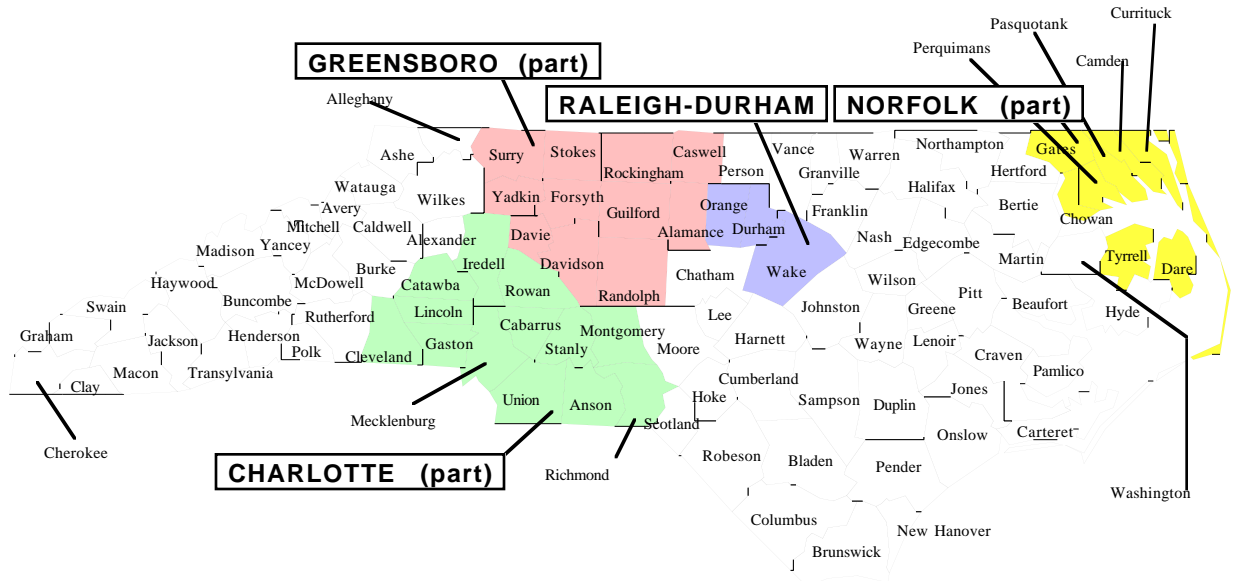 Currituck
Pasquotank
Perquimans
Camden
GREENSBORO (part)
Alleghany
RALEIGH-DURHAM
NORFOLK (part)
Ashe
Surry
Stokes
Caswell
Rockingham
Person
Vance
Granville
Warren
Northampton
Gates
Hertford
Watauga
Wilkes
Yadkin
Forsyth
Orange
Halifax
Bertie
Avery
Mitchell
Caldwell
Guilford
Franklin
Chowan
Alexander
Davie
Alamance
Durham
Nash
Edgecombe
Madison
Yancey
Burke
Iredell
Davidson
Chatham
Wake
Martin
Tyrrell
Dare
Haywood
McDowell
Catawba
Rowan
Wilson
Swain
Buncombe
Rutherford
Lincoln
Randolph
Lee
Johnston
Greene
Pitt
Beaufort
Hyde
Graham
Jackson
Henderson
Polk
Cleveland
Gaston
Cabarrus
Stanly
Montgomery
Moore
Harnett
Wayne
Lenoir
Craven
Pamlico
Clay
Macon
Transylvania
Mecklenburg
Union
Anson
Cumberland
Hoke
Scotland
Sampson
Duplin
Jones
Cherokee
Onslow
Carteret
CHARLOTTE (part)
Richmond
Robeson
Bladen
Pender
Washington
Columbus
New Hanover
Brunswick